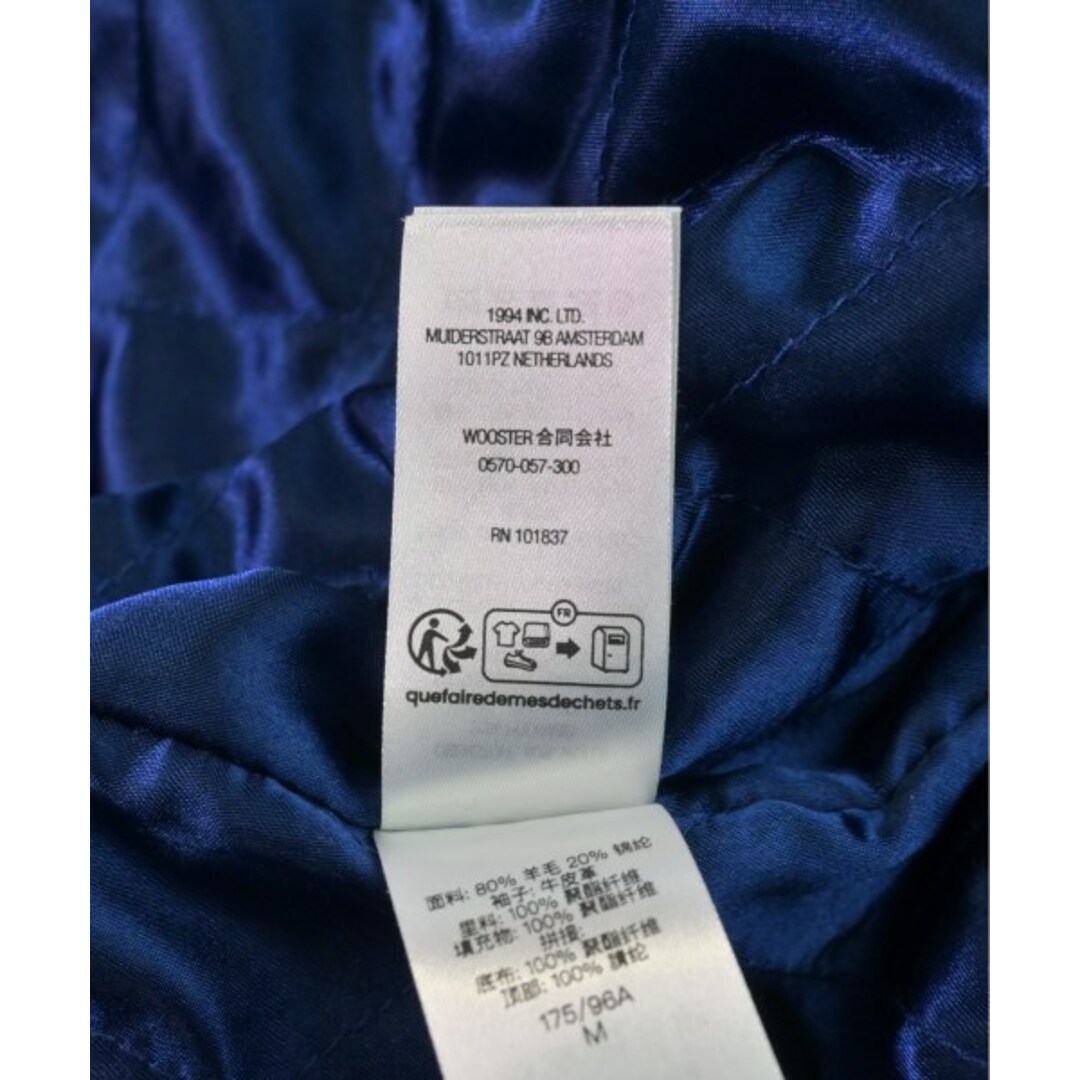 1994 INC. LTD.
MUIDERSTRAAT 9B AMSTERDAM
1011PZ NETHERLANDS
WOOSTER 合同会社
0570-057-300
RN 101837
FR
quefairedemesdechets.fr
面料: 80% 羊毛 20% 锦纶
袖子: 牛皮革
里料: 100% 聚酯纤维
填充物: 100% 聚酯纤维
拼接:
底布: 100% 聚酯纤维
顶部: 100% 腈纶
175/96A
M